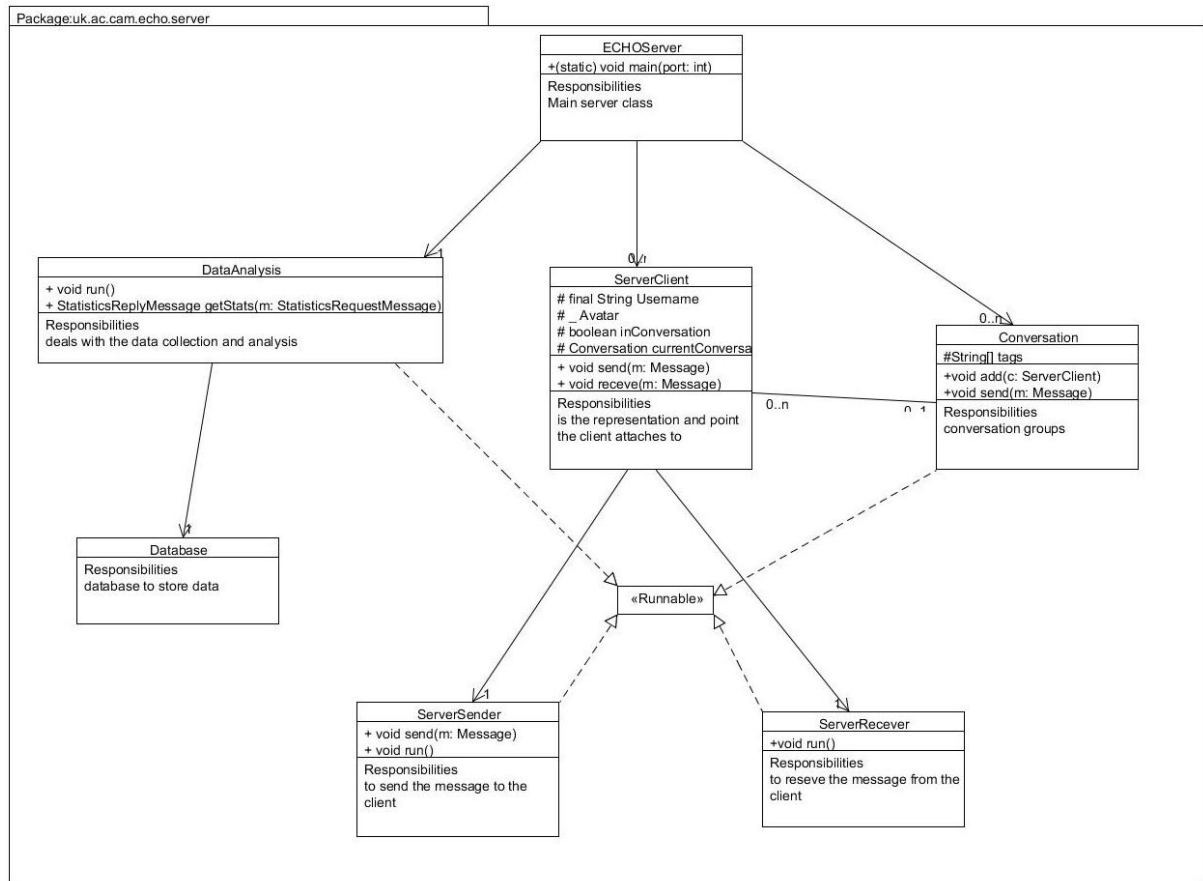 Package:uk.ac.cam.echo.server
ECHOServer
+(static) void main(port: int)
Responsibilities
Main server class
1
0..n
0..n
DataAnalysis
+ void run()
+ StatisticsReplyMessage getStats(m: StatisticsRequestMessage)
Responsibilities
deals with the data collection and analysis
ServerClient
# final String Username
# _ Avatar
# boolean inConversation
# Conversation currentConversa
+ void send(m: Message)
+ void receve(m: Message)
Responsibilities
is the representation and point
the client attaches to
Conversation
#String[] tags
+void add(c: ServerClient)
+void send(m: Message)
Responsibilities
conversation groups
0..n
0..1
1
Database
Responsibilities
database to store data
«Runnable»
1
1
ServerSender
+ void send(m: Message)
+ void run()
Responsibilities
to send the message to the
client
ServerRecever
+void run()
Responsibilities
to reseve the message from the
client